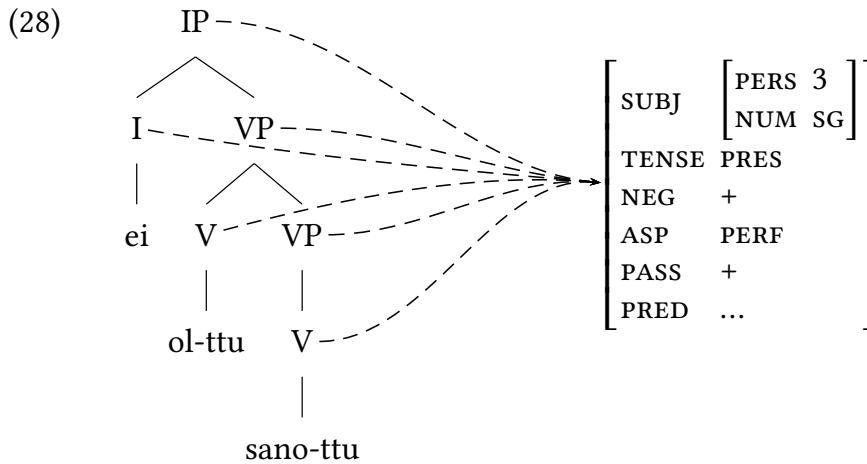 (28)
IP
I VP
ei V VP
ol-ttu V
sano-ttu
SUBJ PERS 3
NUM SG
TENSE PRES
NEG +
ASP PERF
PASS +
PRED ...